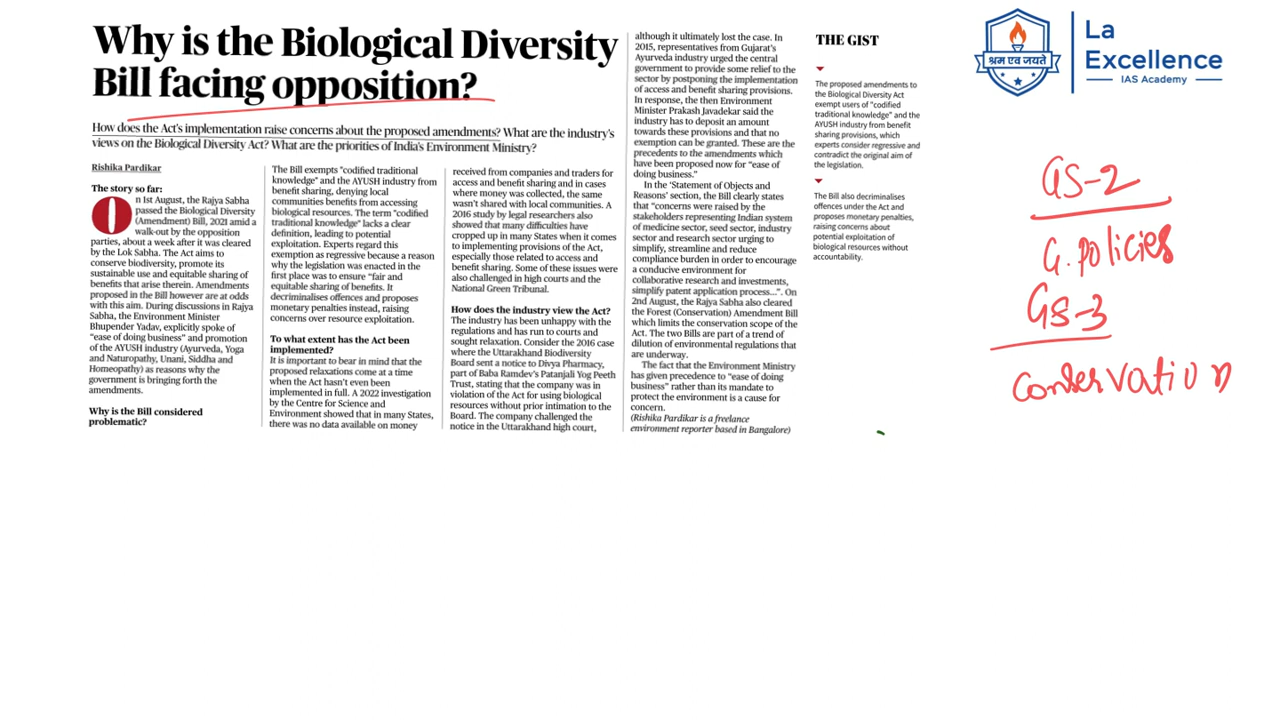 Why is the Biological Diversity
Bill facing opposition?
How does the Act's implementation raise concerns about the proposed amendments? What are the industry's
views on the Biological Diversity Act? What are the priorities of India's Environment Ministry?
Rishika Pardikar
The story so far:
On 1st August, the Rajya Sabha
passed the Biological Diversity
(Amendment) Bill, 2021 amid a
walk-out by the opposition
parties, about a week after it was cleared
by the Lok Sabha. The Act aims to
conserve biodiversity, promote its
sustainable use and equitable sharing of
benefits that arise therein. Amendments
proposed in the Bill however are at odds
with this aim. During discussions in Rajya
Sabha, the Environment Minister
Bhupender Yadav, explicitly spoke of
"ease of doing business" and promotion
of the AYUSH industry (Ayurveda, Yoga
and Naturopathy, Unani, Siddha and
Homeopathy) as reasons why the
government is bringing forth the
amendments.
Why is the Bill considered
problematic?
The Bill exempts "codified traditional
knowledge" and the AYUSH industry from
benefit sharing, denying local
communities benefits from accessing
biological resources. The term "codified
traditional knowledge" lacks a clear
definition, leading to potential
exploitation. Experts regard this
exemption as regressive because a reason
why the legislation was enacted in the
first place was to ensure "fair and
equitable sharing of benefits. It
decriminalises offences and proposes
monetary penalties instead, raising
concerns over resource exploitation.
To what extent has the Act been
implemented?
It is important to bear in mind that the
proposed relaxations come at a time
when the Act hasn't even been
implemented in full. A 2022 investigation
by the Centre for Science and
Environment showed that in many States,
there was no data available on money
received from companies and traders for
access and benefit sharing and in cases
where money was collected, the same
wasn't shared with local communities. A
2016 study by legal researchers also
showed that many difficulties have
cropped up in many States when it comes
to implementing provisions of the Act,
especially those related to access and
benefit sharing. Some of these issues were
also challenged in high courts and the
National Green Tribunal.
How does the industry view the Act?
The industry has been unhappy with the
regulations and has run to courts and
sought relaxation. Consider the 2016 case
where the Uttarakhand Biodiversity
Board sent a notice to Divya Pharmacy,
part of Baba Ramdev's Patanjali Yog Peeth
Trust, stating that the company was in
violation of the Act for using biological
resources without prior intimation to the
Board. The company challenged the
notice in the Uttarakhand high court,
although it ultimately lost the case. In
2015, representatives from Gujarat's
Ayurveda industry urged the central
government to provide some relief to the
sector by postponing the implementation
of access and benefit sharing provisions.
In response, the then Environment
Minister Prakash Javadekar said the
industry has to deposit an amount
towards these provisions and that no
exemption can be granted. These are the
precedents to the amendments which
have been proposed now for "ease of
doing business."
In the 'Statement of Objects and
Reasons' section, the Bill clearly states
that "concerns were raised by the
stakeholders representing Indian system
of medicine sector, seed sector, industry
sector and research sector urging to
simplify, streamline and reduce
compliance burden in order to encourage
a conducive environment for
collaborative research and investments,
simplify patent application process...". On
2nd August, the Rajya Sabha also cleared
the Forest (Conservation) Amendment Bill
which limits the conservation scope of the
Act. The two Bills are part of a trend of
dilution of environmental regulations that
are underway.
The fact that the Environment Ministry
has given precedence to "ease of doing
business" rather than its mandate to
protect the environment is a cause for
concern.
(Rishika Pardikar is a freelance
environment reporter based in Bangalore)
THE GIST
The proposed amendments to
the Biological Diversity Act
exempt users of "codified
traditional knowledge" and the
AYUSH industry from benefit
sharing provisions, which
experts consider regressive and
contradict the original aim of
the legislation.
The Bill also decriminalises
offences under the Act and
proposes monetary penalties,
raising concerns about
potential exploitation of
biological resources without
accountability.
श्रम एव जयते
La
Excellence
IAS Academy
GS-2
G. Policies
GS-3
Conservation